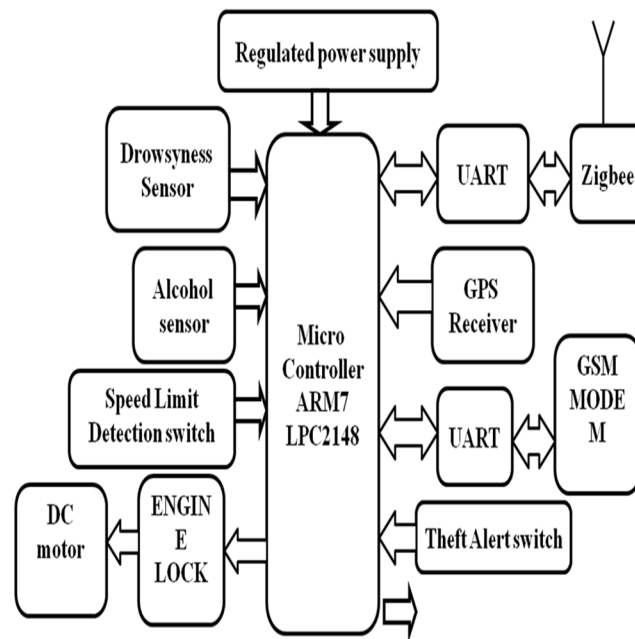 Regulated power supply
Drowsyness
Sensor
UART
Zigbee
Alcohol
sensor
GPS
Receiver
Micro
Controller
ARM7
LPC2148
Speed Limit
Detection switch
GSM
MODE
M
UART
DC
motor
ENGIN
E
LOCK
Theft Alert switch